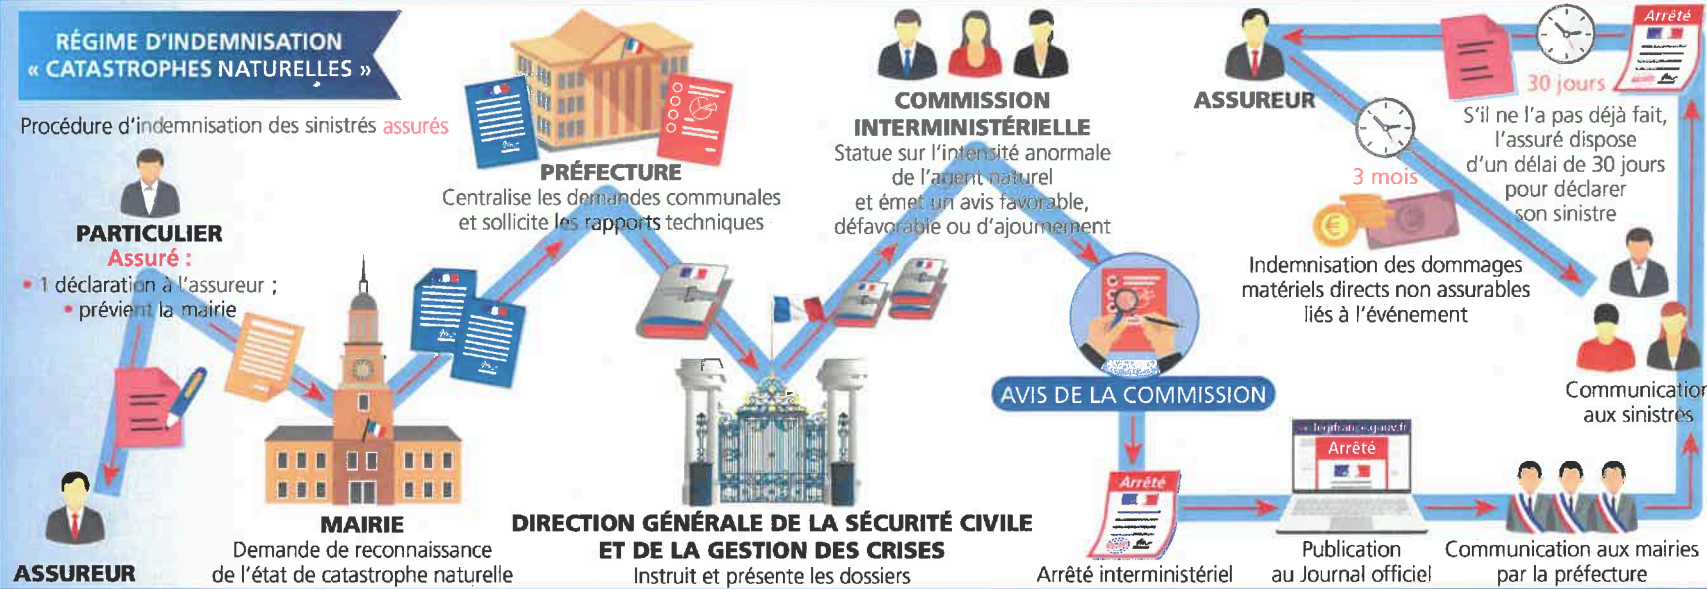 RÉGIME D'INDEMNISATION
« CATASTROPHES NATURELLES »
Procédure d'indemnisation des sinistrés assurés
PARTICULIER
Assuré :
• 1 déclaration à l'assureur ;
• prévient la mairie
ASSUREUR
MAIRIE
Demande de reconnaissance
de l'état de catastrophe naturelle
PRÉFECTURE
Centralise les demandes communales
et sollicite les rapports techniques
DIRECTION GÉNÉRALE DE LA SÉCURITÉ CIVILE
ET DE LA GESTION DES CRISES
Instruit et présente les dossiers
COMMISSION
INTERMINISTÉRIELLE
Statue sur l'intensité anormale
de l'agent naturel
et émet un avis favorable,
défavorable ou d'ajournement
AVIS DE LA COMMISSION
Arrêté
Arrêté interministériel
legifrance.gouv.fr
Arrêté
Publication
au Journal officiel
Communication aux mairies
par la préfecture
Communication
aux sinistrés
Arrêté
30 jours
S'il ne l'a pas déjà fait,
l'assuré dispose
d'un délai de 30 jours
pour déclarer
son sinistre
ASSUREUR
3 mois
Indemnisation des dommages
matériels directs non assurables
liés à l'événement